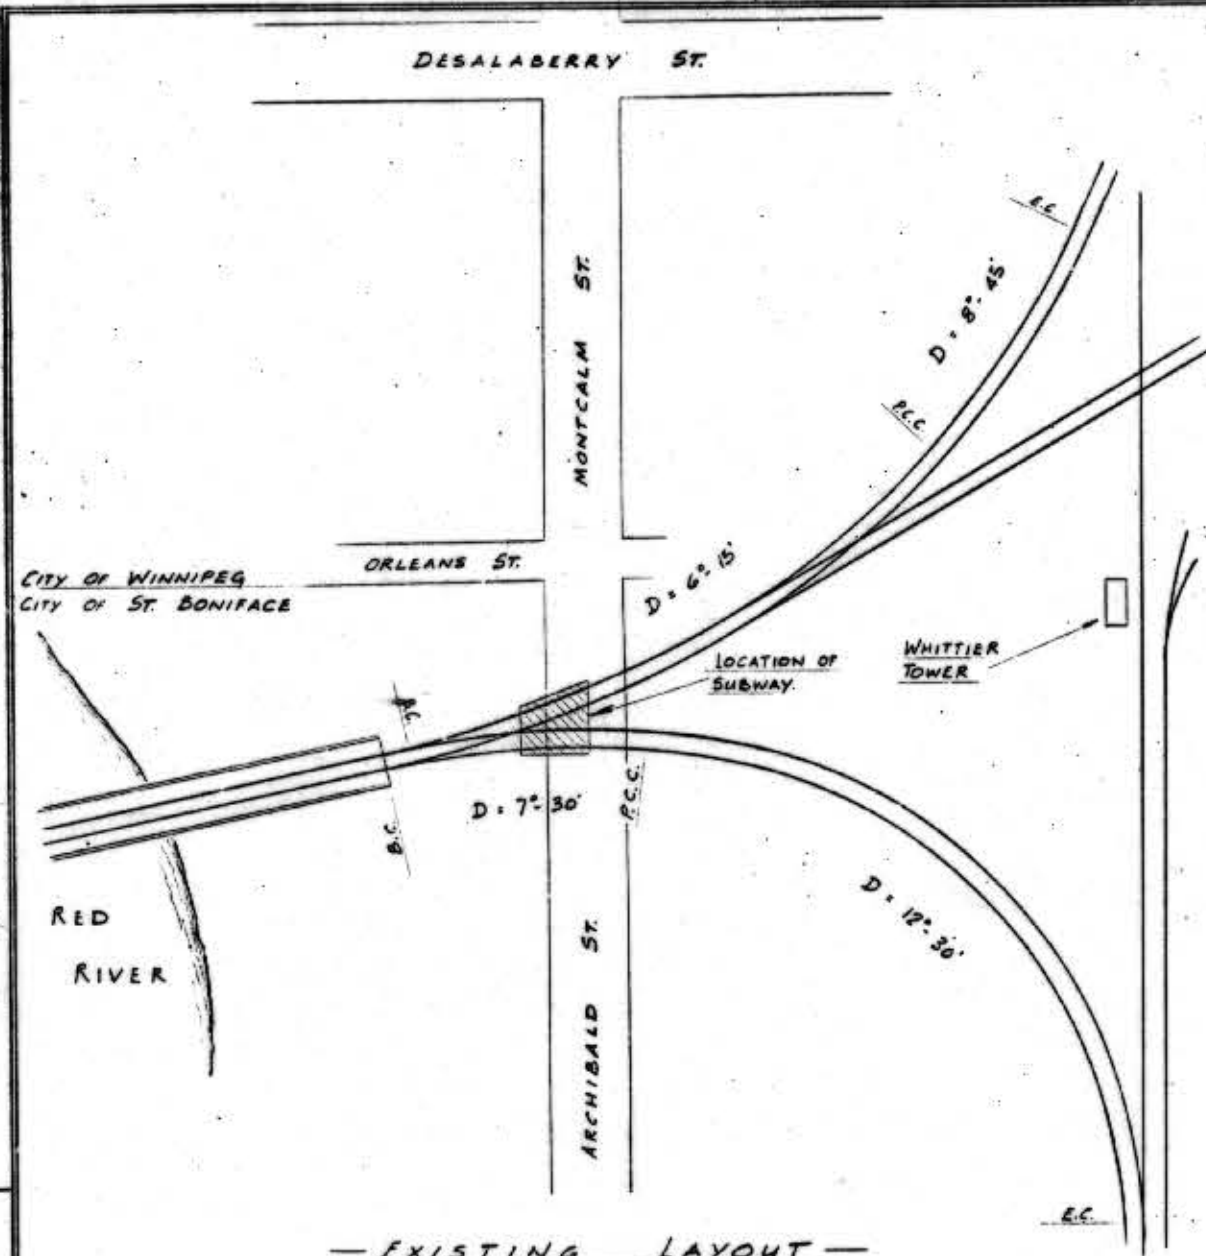 DESALABERRY ST.
E.C.
D = 8°- 45'
MONTCALM ST.
P.C.C.
ORLEANS ST.
CITY OF WINNIPEG
CITY OF ST. BONIFACE
D = 6°- 15'
LOCATION OF
SUBWAY.
WHITTIER
TOWER
B.C.
D = 7°- 30'
P.C.C.
B.C.
RED
RIVER
D = 12°- 30'
ARCHIBALD ST.
E.C.
— EXISTING LAYOUT —